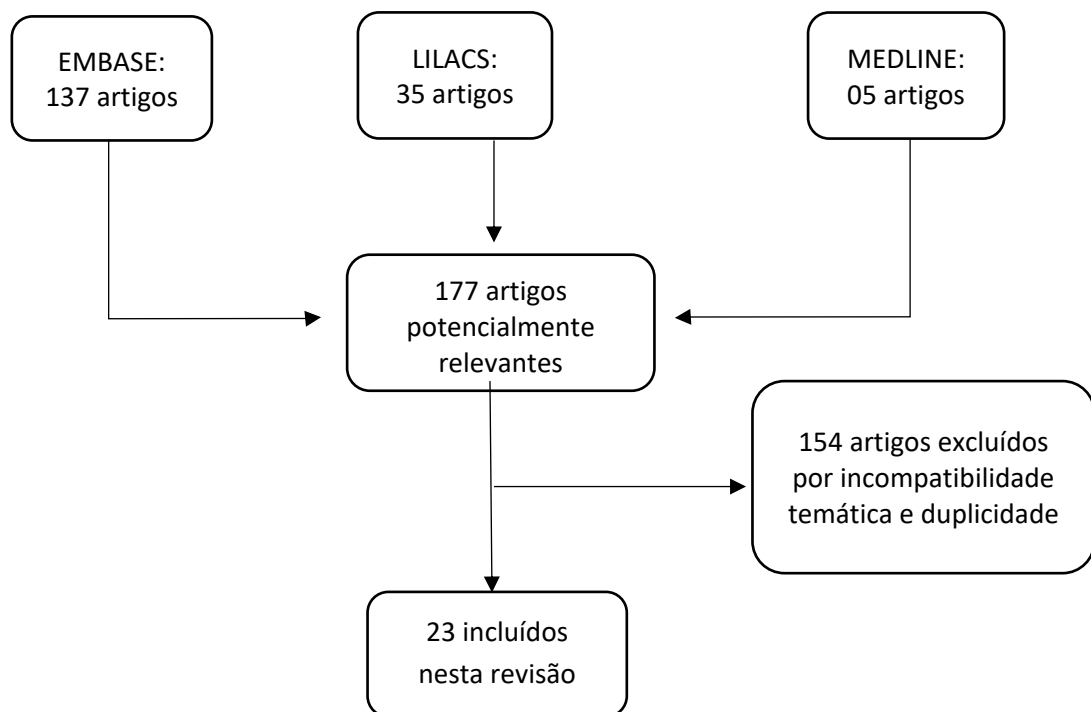 EMBASE:
137 artigos
LILACS:
35 artigos
MEDLINE:
05 artigos
177 artigos
potencialmente
relevantes
154 artigos excluídos
por incompatibilidade
temática e duplicidade
23 incluídos
nesta revisão